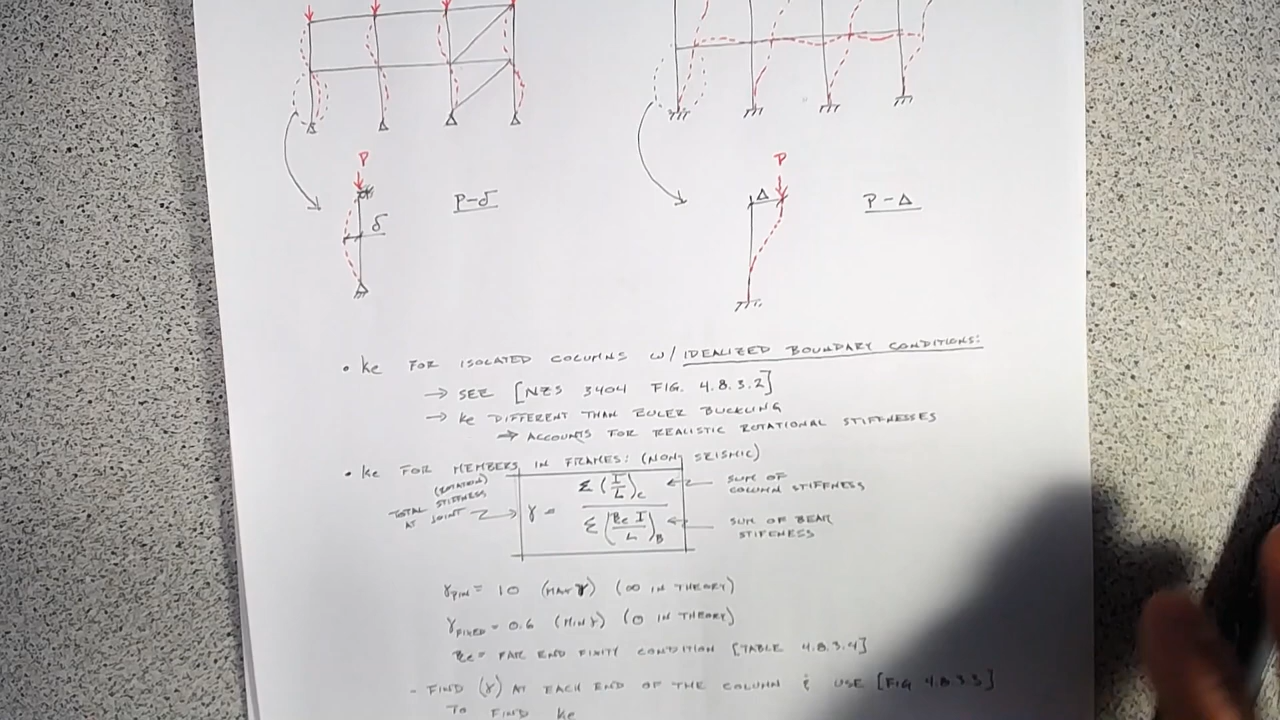 P
P
δ
P-δ
Δ
P-Δ
• ke FOR ISOLATED COLUMNS W/ IDEALIZED BOUNDARY CONDITIONS:
→ SEE [NZS 3404 FIG. 4.8.3.2]
→ ke DIFFERENT THAN EULER BUCKLING
⇒ ACCOUNTS FOR REALISTIC ROTATIONAL STIFFNESSES
• ke FOR MEMBERS IN FRAMES: (NON SEISMIC)
(ROTATION)
TOTAL STIFFNESS
AT JOINT
γ = Σ(I/L)c / Σ(βe I/L)B
SUM OF
COLUMN STIFFNESS
SUM OF BEAM
STIFFNESS
γPIN = 10 (MAX γ) (∞ IN THEORY)
γFIXED = 0.6 (MIN γ) (0 IN THEORY)
βe = FAR END FIXITY CONDITION [TABLE 4.8.3.4]
- FIND (γ) AT EACH END OF THE COLUMN & USE [FIG 4.8.3.3]
TO FIND ke